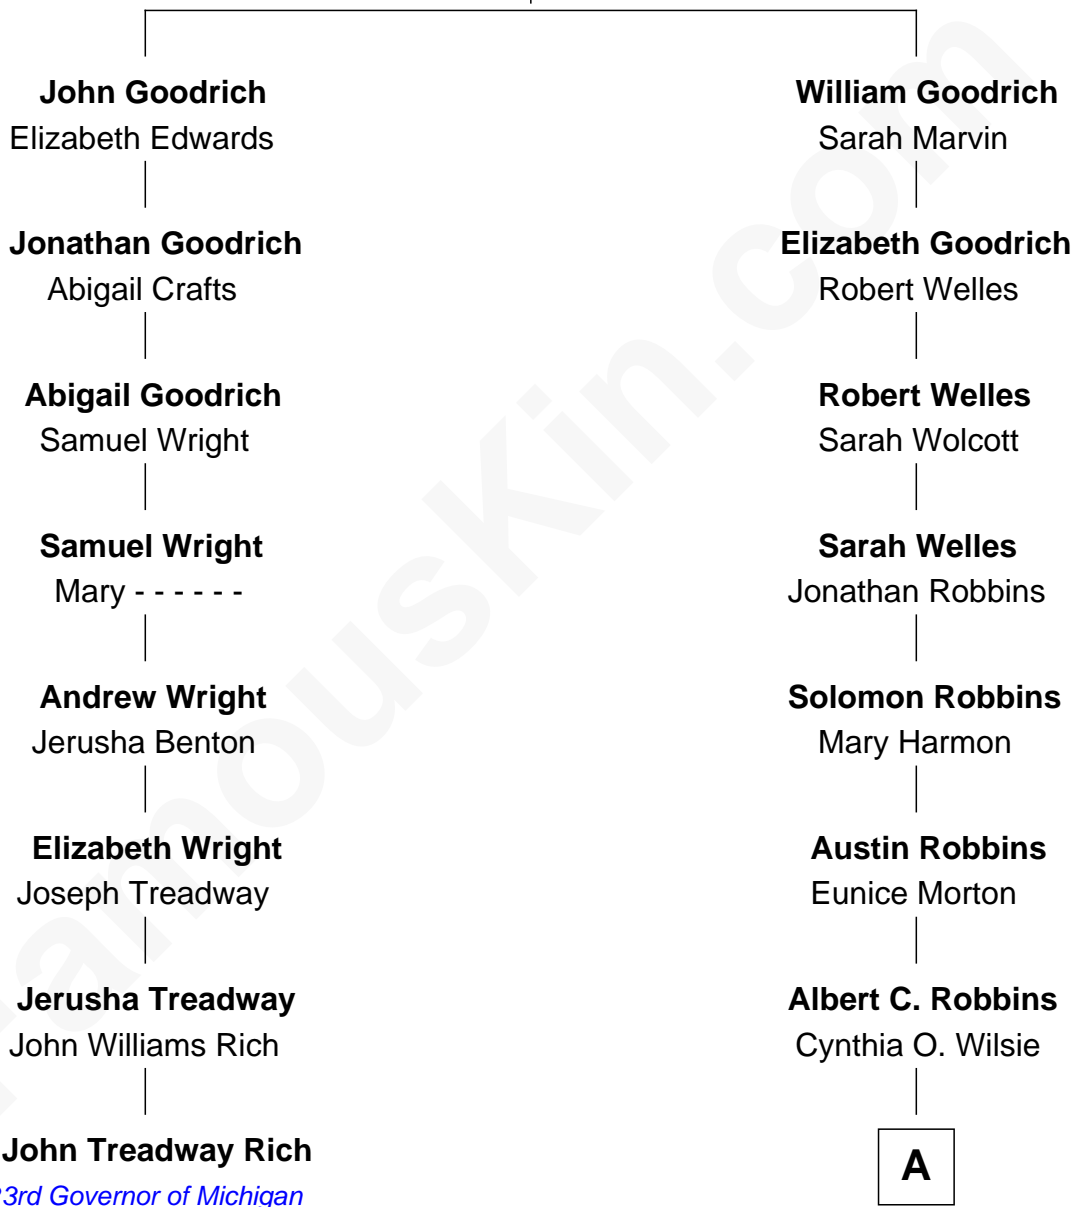 John Goodrich
Elizabeth Edwards
Jonathan Goodrich
Abigail Crafts
Abigail Goodrich
Samuel Wright
Samuel Wright
Mary - - - - - -
Andrew Wright
Jerusha Benton
Elizabeth Wright
Joseph Treadway
Jerusha Treadway
John Williams Rich
John Treadway Rich
23rd Governor of Michigan
William Goodrich
Sarah Marvin
Elizabeth Goodrich
Robert Welles
Robert Welles
Sarah Wolcott
Sarah Welles
Jonathan Robbins
Solomon Robbins
Mary Harmon
Austin Robbins
Eunice Morton
Albert C. Robbins
Cynthia O. Wilsie
A
FamousKin.com